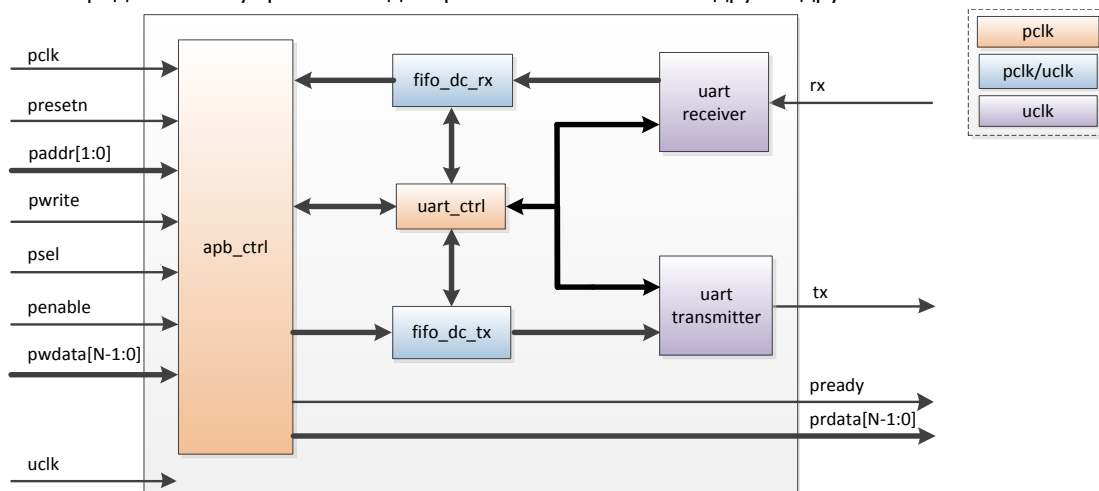 pclk
presetn
paddr[1:0]
pwrite
psel
penable
pwdata[N-1:0]
uclk
apb_ctrl
fifo_dc_rx
uart_ctrl
fifo_dc_tx
uart
receiver
uart
transmitter
rx
tx
pready
prdata[N-1:0]
pclk
pclk/uclk
uclk